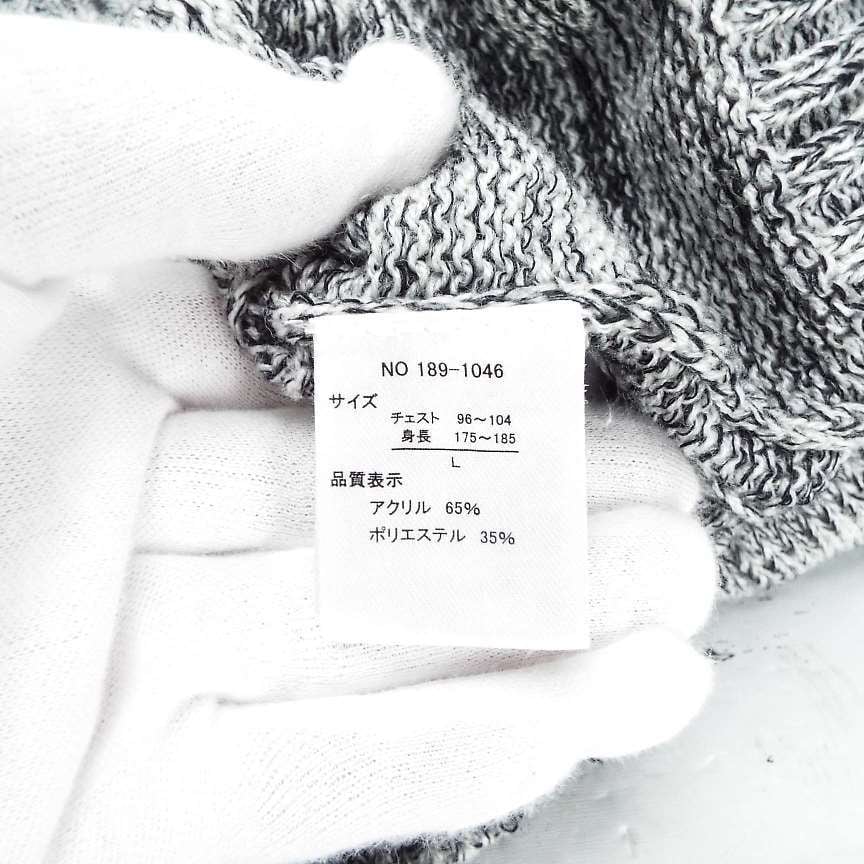 NO 189-1046
サイズ
チェスト 96～104
身長 175～185
L
品質表示
アクリル 65%
ポリエステル 35%